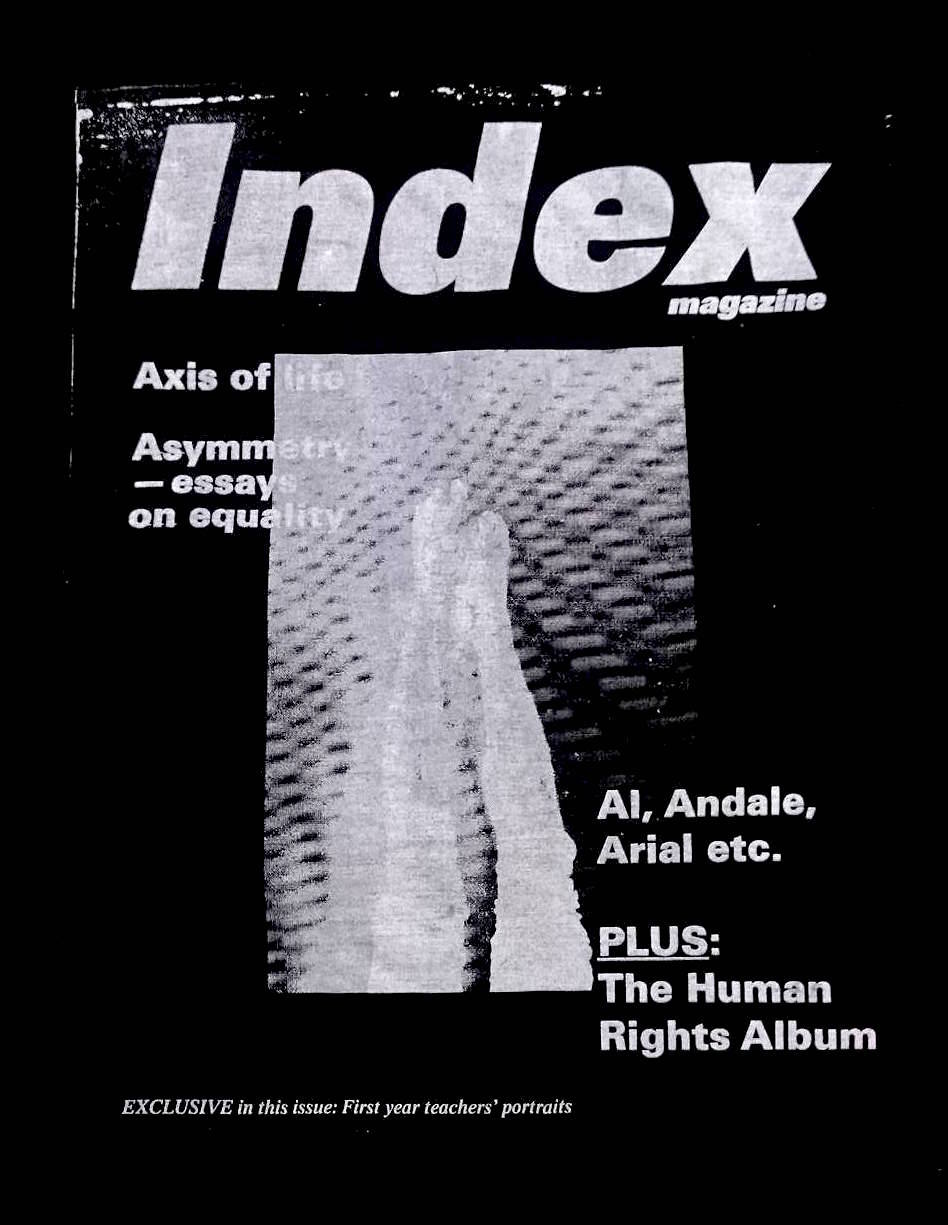 Index
magazine
Axis of life
Asymmetry
— essays
on equality
Al, Andale,
Arial etc.
PLUS:
The Human
Rights Album
EXCLUSIVE in this issue: First year teachers' portraits